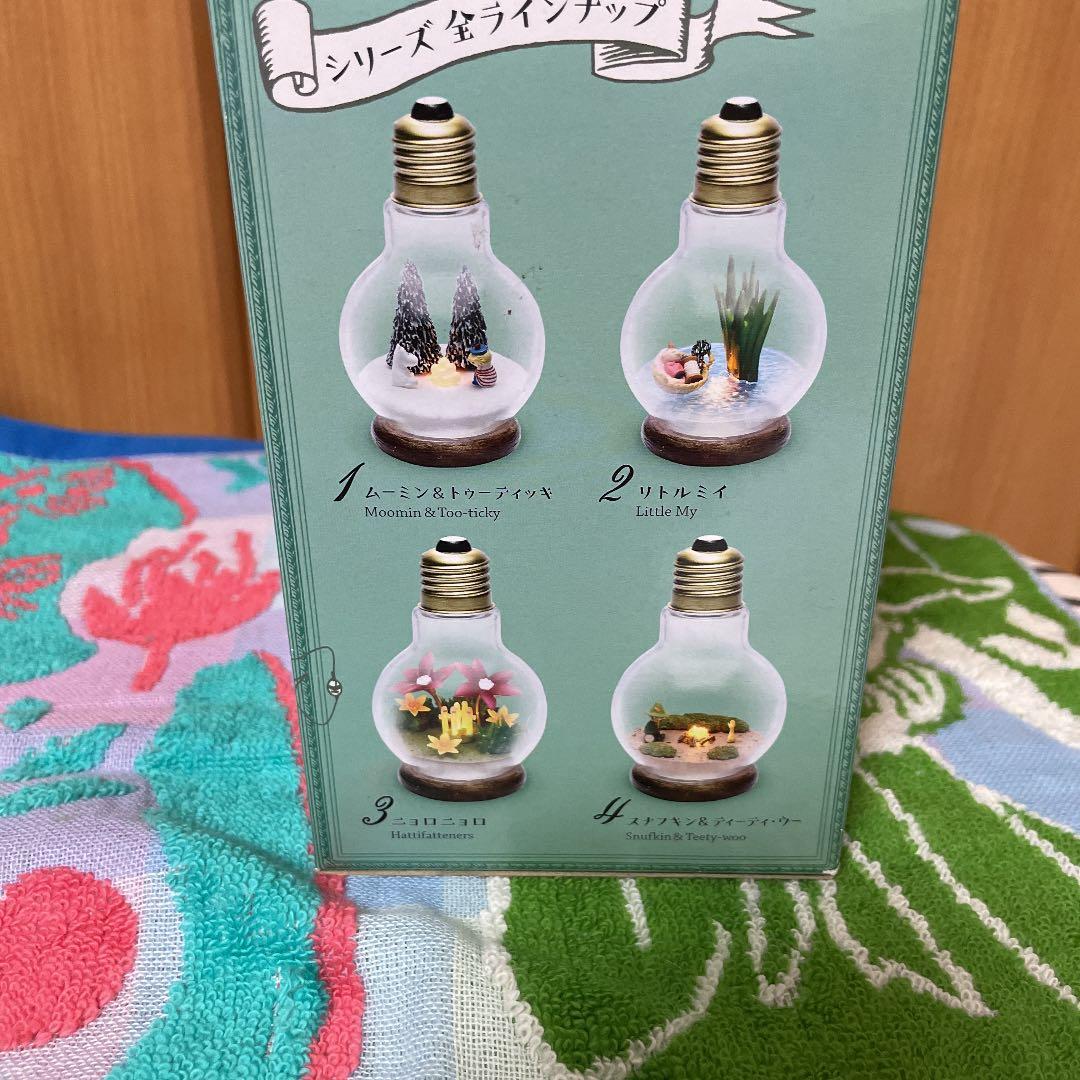 シリーズ 全ラインナップ
1 ムーミン&トゥーティッキ
Moomin & Too-ticky
2 リトルミイ
Little My
3 ニョロニョロ
Hattifatteners
4 スナフキン&ティーティ・ウー
Snufkin & Teety-woo